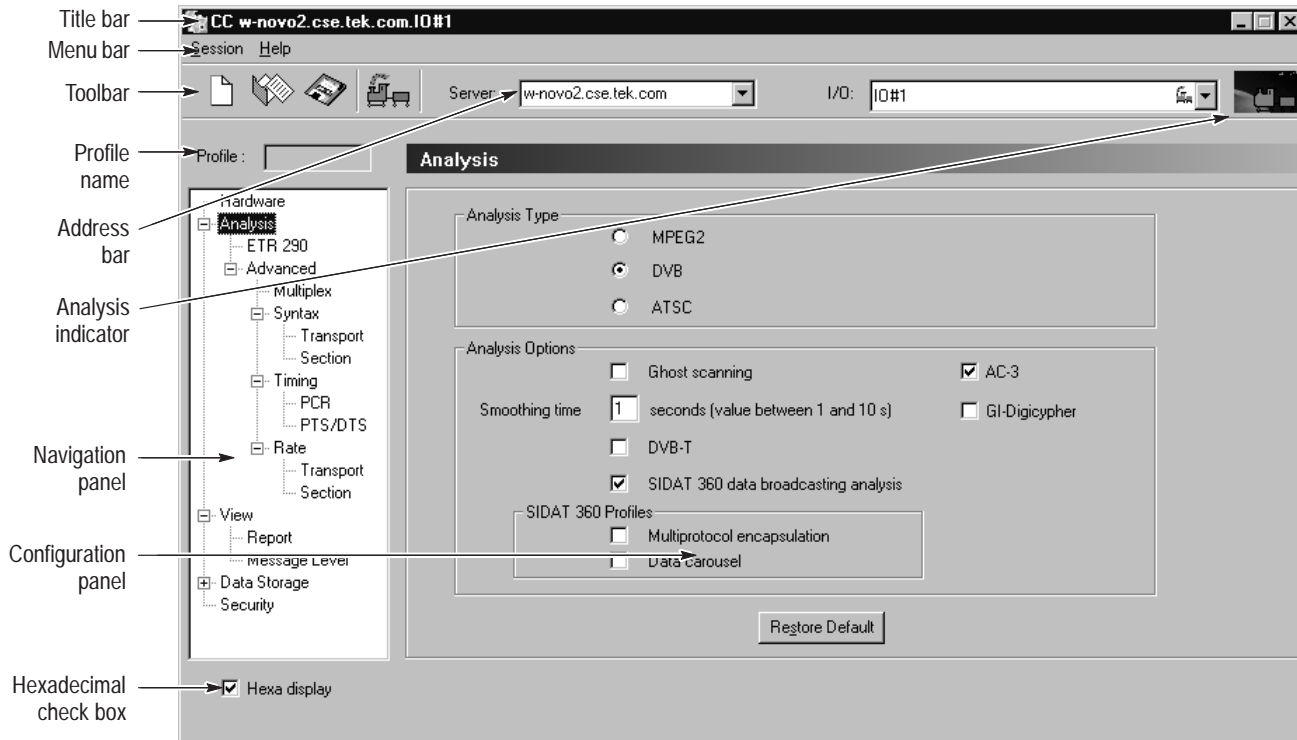 Title bar
CC w-novo2.cse.tek.com.IO#1
Menu bar
Session Help
Toolbar
Server: w-novo2.cse.tek.com I/O: IO#1
Profile name
Profile :
Analysis
Address bar
Analysis indicator
Navigation panel
Configuration panel
Hexadecimal check box
Hardware
Analysis
ETR 290
Advanced
Multiplex
Syntax
Transport
Section
Timing
PCR
PTS/DTS
Rate
Transport
Section
View
Report
Message Level
Data Storage
Security
Analysis Type
MPEG2
DVB
ATSC
Analysis Options
Ghost scanning AC-3
Smoothing time 1 seconds (value between 1 and 10 s) GI-Digicypher
DVB-T
SIDAT 360 data broadcasting analysis
SIDAT 360 Profiles
Multiprotocol encapsulation
Data carousel
Restore Default
Hexa display